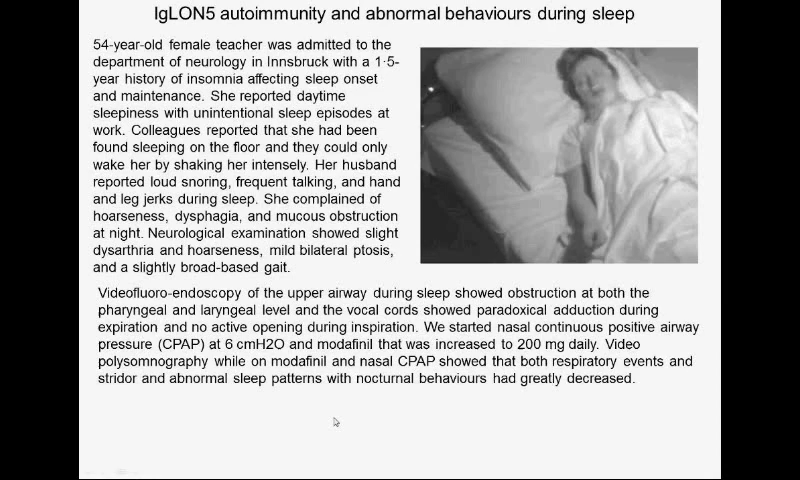 IgLON5 autoimmunity and abnormal behaviours during sleep
54-year-old female teacher was admitted to the
department of neurology in Innsbruck with a 1·5-
year history of insomnia affecting sleep onset
and maintenance. She reported daytime
sleepiness with unintentional sleep episodes at
work. Colleagues reported that she had been
found sleeping on the floor and they could only
wake her by shaking her intensely. Her husband
reported loud snoring, frequent talking, and hand
and leg jerks during sleep. She complained of
hoarseness, dysphagia, and mucous obstruction
at night. Neurological examination showed slight
dysarthria and hoarseness, mild bilateral ptosis,
and a slightly broad-based gait.
Videofluoro-endoscopy of the upper airway during sleep showed obstruction at both the
pharyngeal and laryngeal level and the vocal cords showed paradoxical adduction during
expiration and no active opening during inspiration. We started nasal continuous positive airway
pressure (CPAP) at 6 cmH2O and modafinil that was increased to 200 mg daily. Video
polysomnography while on modafinil and nasal CPAP showed that both respiratory events and
stridor and abnormal sleep patterns with nocturnal behaviours had greatly decreased.